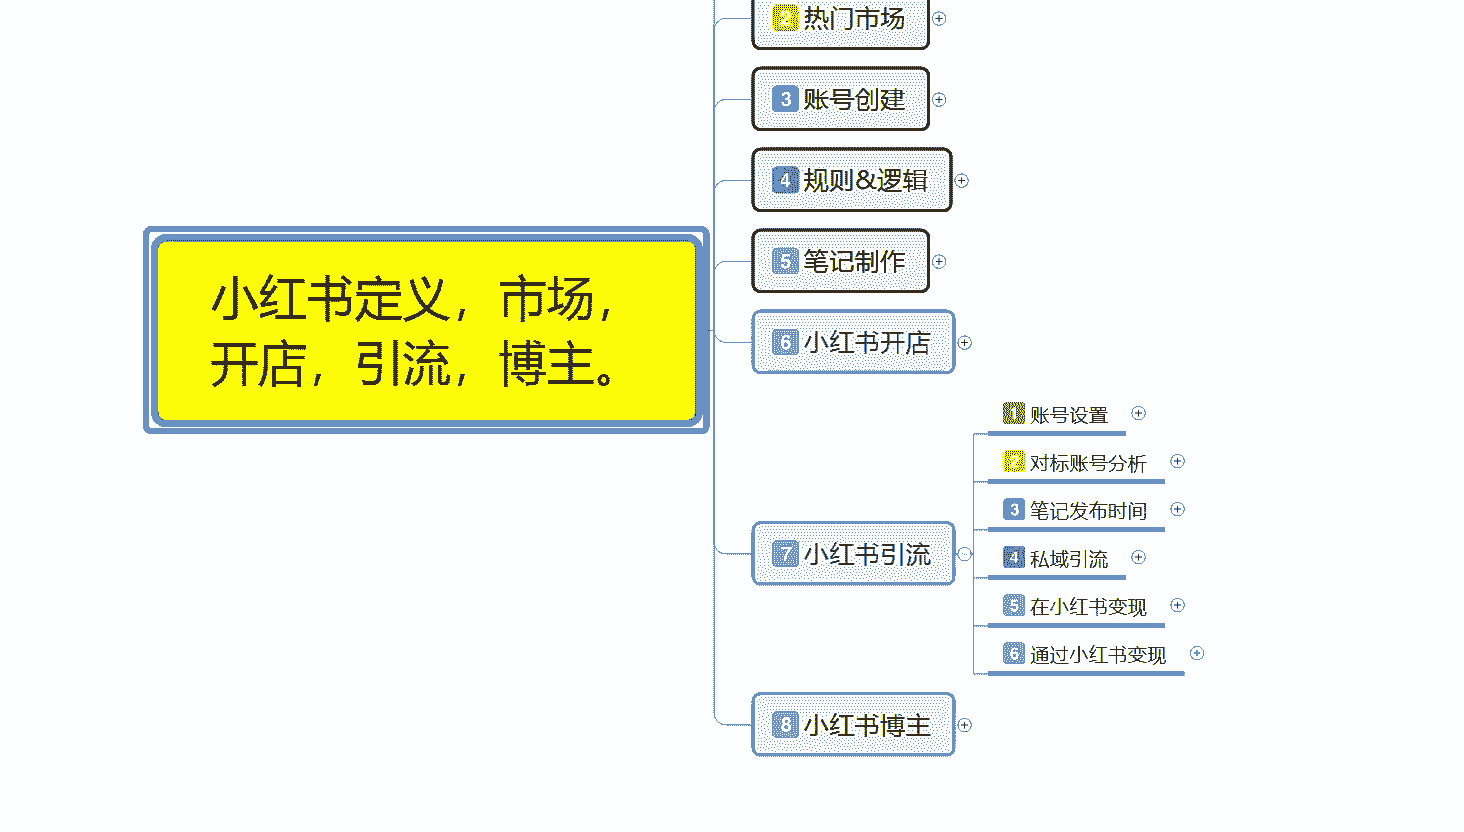 2 热门市场
3 账号创建
4 规则&逻辑
5 笔记制作
小红书定义，市场，
开店，引流，博主。
6 小红书开店
7 小红书引流
1 账号设置
2 对标账号分析
3 笔记发布时间
4 私域引流
5 在小红书变现
6 通过小红书变现
8 小红书博主